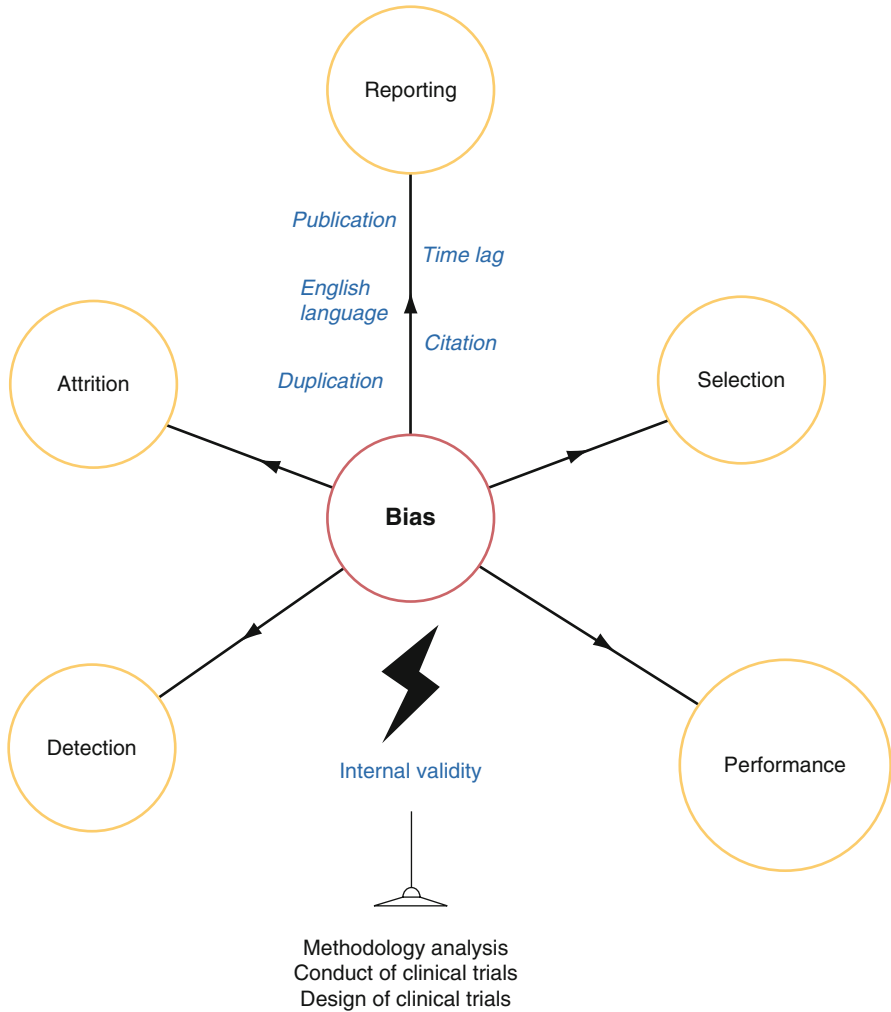 Reporting
Publication
Time lag
English
language
Citation
Duplication
Attrition
Selection
Bias
Detection
Performance
Internal validity
Methodology analysis
Conduct of clinical trials
Design of clinical trials